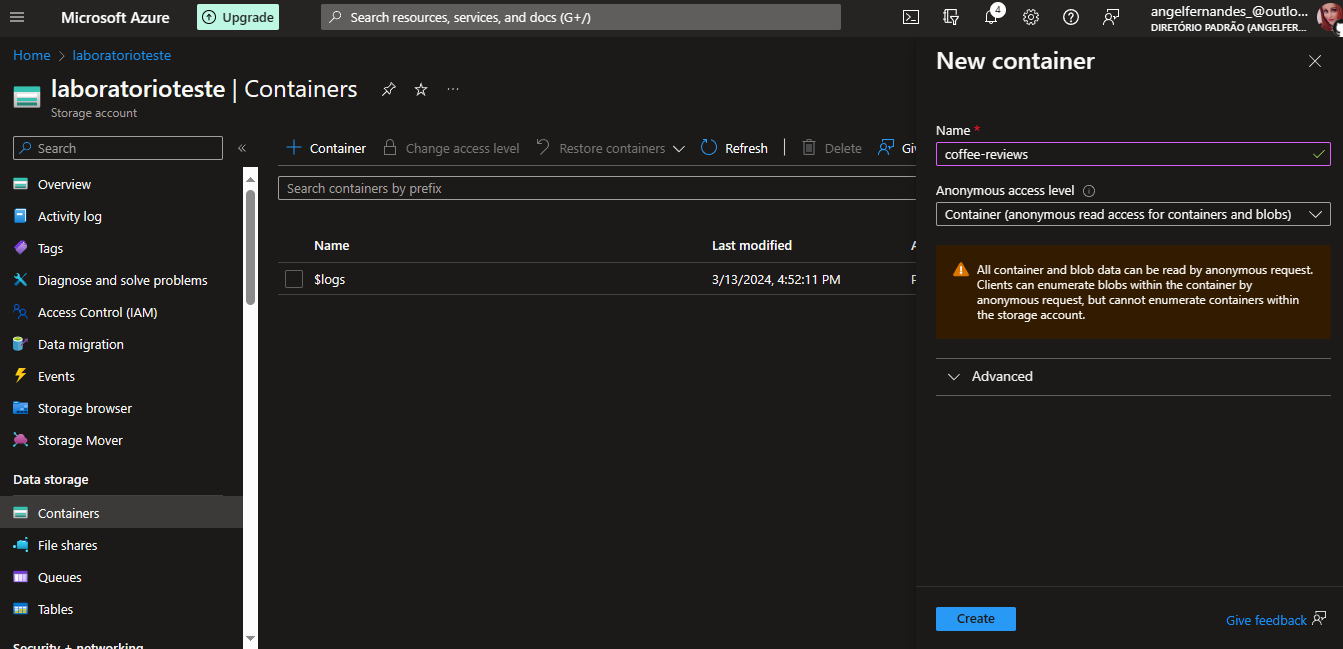 Microsoft Azure
Upgrade
Search resources, services, and docs (G+/)
4
angelfernandes_@outlo...
DIRETÓRIO PADRÃO (ANGELFER...
Home > laboratorioteste
laboratorioteste | Containers
Storage account
Search
Overview
Activity log
Tags
Diagnose and solve problems
Access Control (IAM)
Data migration
Events
Storage browser
Storage Mover
Data storage
Containers
File shares
Queues
Tables
Security + networking
Container
Change access level
Restore containers
Refresh
Delete
Giv
Search containers by prefix
Name
Last modified
$logs
3/13/2024, 4:52:11 PM
New container
Name *
coffee-reviews
Anonymous access level
Container (anonymous read access for containers and blobs)
All container and blob data can be read by anonymous request.
Clients can enumerate blobs within the container by
anonymous request, but cannot enumerate containers within
the storage account.
Advanced
Create
Give feedback